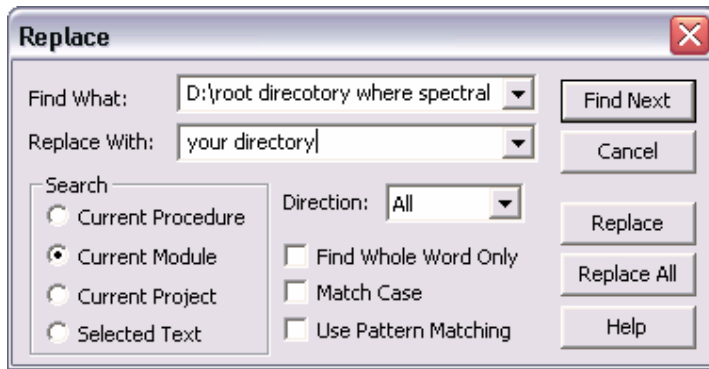 Replace
Find What: D:\root direcotory where spectral Find Next
Replace With: your directory Cancel
Search Direction: All
Current Procedure Replace
Current Module Find Whole Word Only
Replace All
Current Project Match Case
Selected Text Use Pattern Matching Help